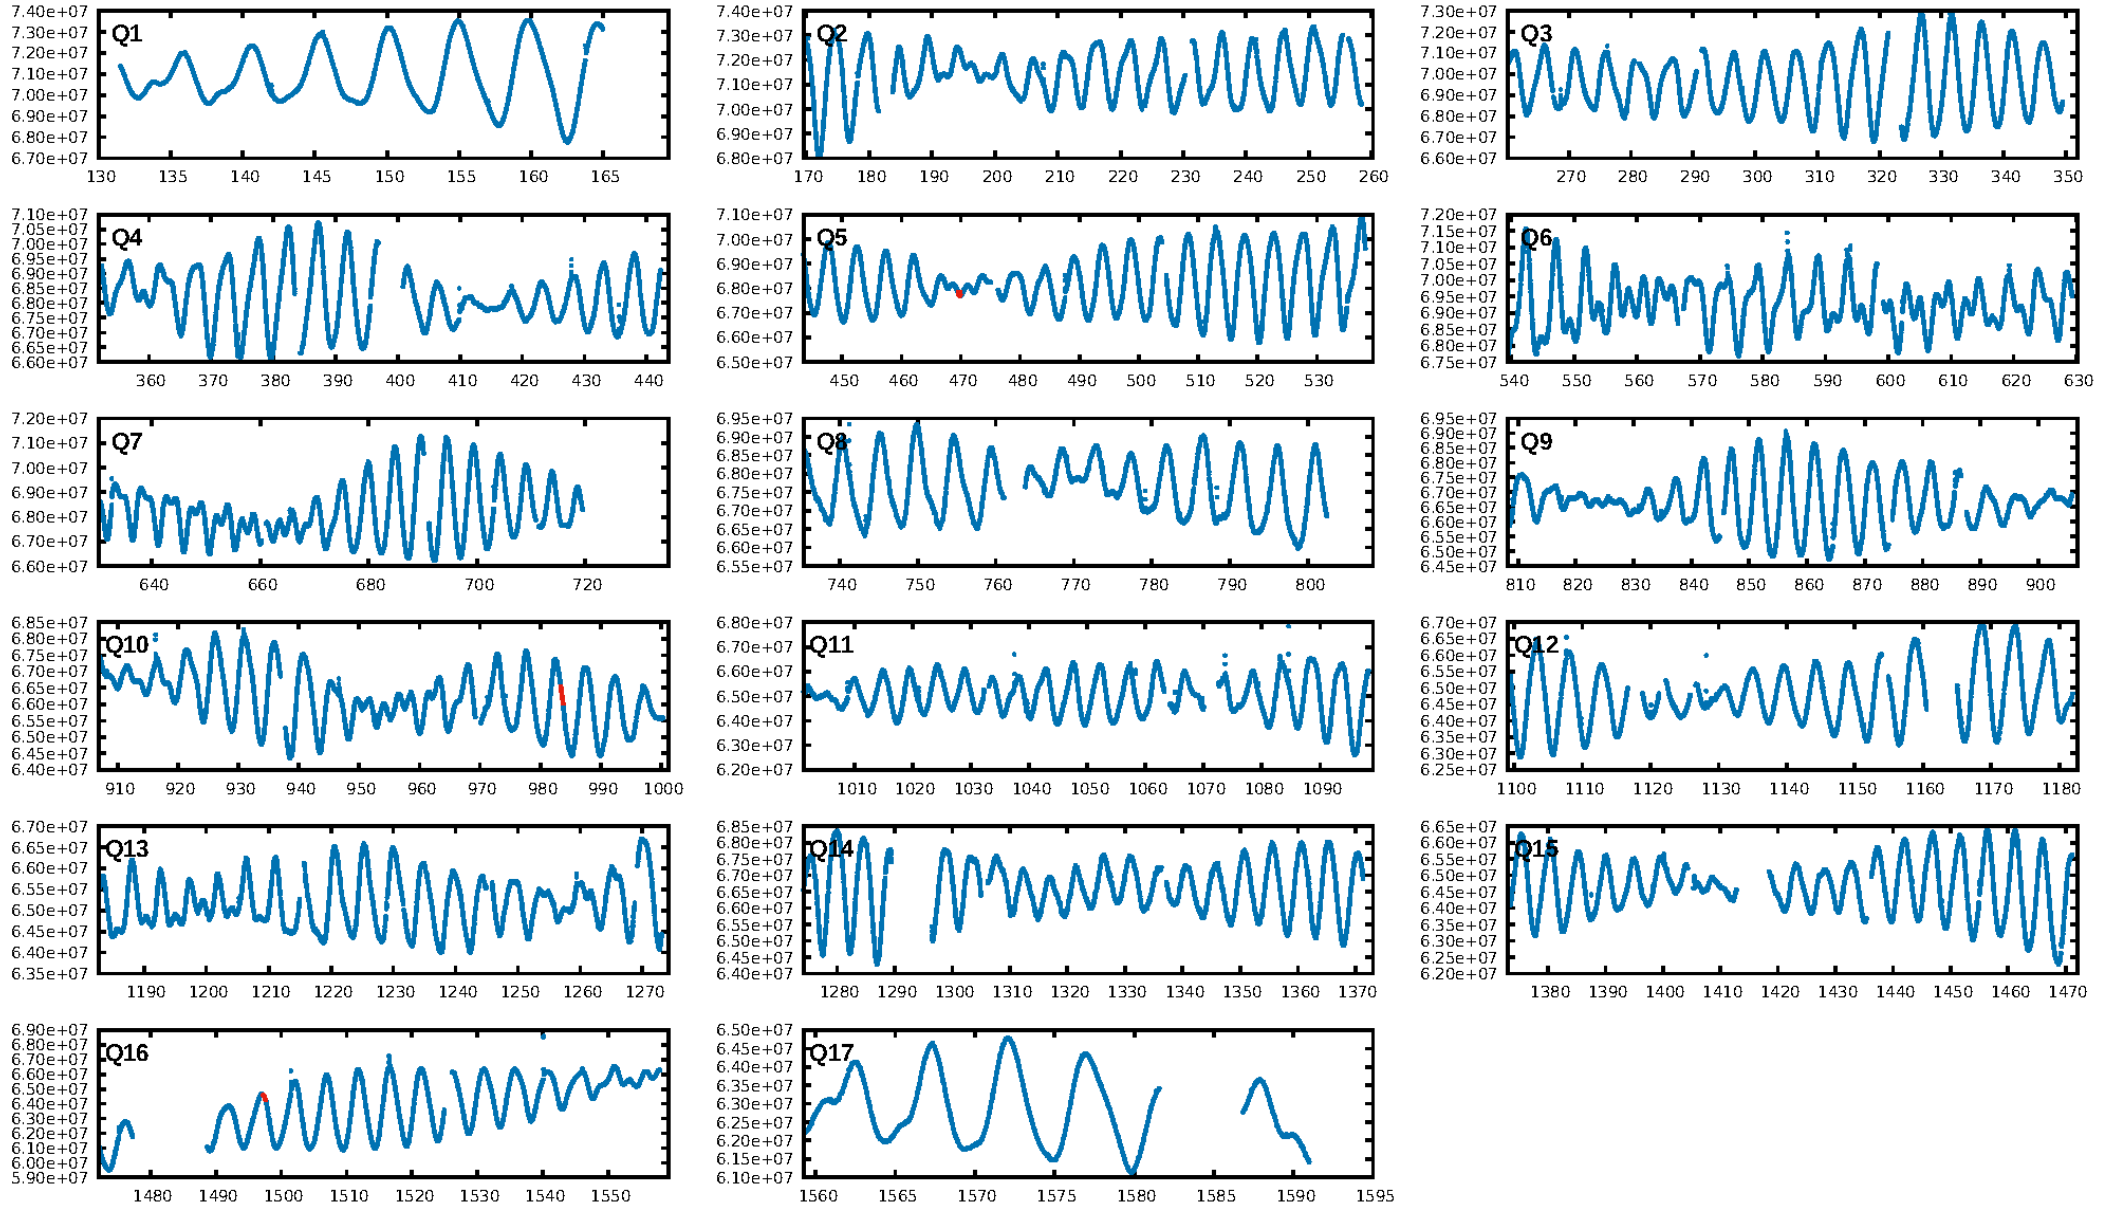 7.40e+07
7.30e+07
7.20e+07
7.10e+07
7.00e+07
6.90e+07
6.80e+07
6.70e+07
Q1
130 135 140 145 150 155 160 165
7.40e+07
7.30e+07
7.20e+07
7.10e+07
7.00e+07
6.90e+07
6.80e+07
Q2
170 180 190 200 210 220 230 240 250 260
7.30e+07
7.20e+07
7.10e+07
7.00e+07
6.90e+07
6.80e+07
6.70e+07
6.60e+07
Q3
270 280 290 300 310 320 330 340 350
7.10e+07
7.05e+07
7.00e+07
6.95e+07
6.90e+07
6.85e+07
6.80e+07
6.75e+07
6.70e+07
6.65e+07
6.60e+07
Q4
360 370 380 390 400 410 420 430 440
7.10e+07
7.00e+07
6.90e+07
6.80e+07
6.70e+07
6.60e+07
6.50e+07
Q5
450 460 470 480 490 500 510 520 530
7.20e+07
7.15e+07
7.10e+07
7.05e+07
7.00e+07
6.95e+07
6.90e+07
6.85e+07
6.80e+07
6.75e+07
Q6
540 550 560 570 580 590 600 610 620 630
7.20e+07
7.10e+07
7.00e+07
6.90e+07
6.80e+07
6.70e+07
6.60e+07
Q7
640 660 680 700 720
6.95e+07
6.90e+07
6.85e+07
6.80e+07
6.75e+07
6.70e+07
6.65e+07
6.60e+07
6.55e+07
Q8
740 750 760 770 780 790 800
6.95e+07
6.90e+07
6.85e+07
6.80e+07
6.75e+07
6.70e+07
6.65e+07
6.60e+07
6.55e+07
6.50e+07
6.45e+07
Q9
810 820 830 840 850 860 870 880 890 900
6.85e+07
6.80e+07
6.75e+07
6.70e+07
6.65e+07
6.60e+07
6.55e+07
6.50e+07
6.45e+07
6.40e+07
Q10
910 920 930 940 950 960 970 980 990 1000
6.80e+07
6.70e+07
6.60e+07
6.50e+07
6.40e+07
6.30e+07
6.20e+07
Q11
1010 1020 1030 1040 1050 1060 1070 1080 1090
6.70e+07
6.65e+07
6.60e+07
6.55e+07
6.50e+07
6.45e+07
6.40e+07
6.35e+07
6.30e+07
6.25e+07
Q12
1100 1110 1120 1130 1140 1150 1160 1170 1180
6.70e+07
6.65e+07
6.60e+07
6.55e+07
6.50e+07
6.45e+07
6.40e+07
6.35e+07
Q13
1190 1200 1210 1220 1230 1240 1250 1260 1270
6.85e+07
6.80e+07
6.75e+07
6.70e+07
6.65e+07
6.60e+07
6.55e+07
6.50e+07
6.45e+07
6.40e+07
Q14
1280 1290 1300 1310 1320 1330 1340 1350 1360 1370
6.65e+07
6.60e+07
6.55e+07
6.50e+07
6.45e+07
6.40e+07
6.35e+07
6.30e+07
6.25e+07
6.20e+07
Q15
1380 1390 1400 1410 1420 1430 1440 1450 1460 1470
6.90e+07
6.80e+07
6.70e+07
6.60e+07
6.50e+07
6.40e+07
6.30e+07
6.20e+07
6.10e+07
6.00e+07
5.90e+07
Q16
1480 1490 1500 1510 1520 1530 1540 1550
6.50e+07
6.45e+07
6.40e+07
6.35e+07
6.30e+07
6.25e+07
6.20e+07
6.15e+07
6.10e+07
Q17
1560 1565 1570 1575 1580 1585 1590 1595